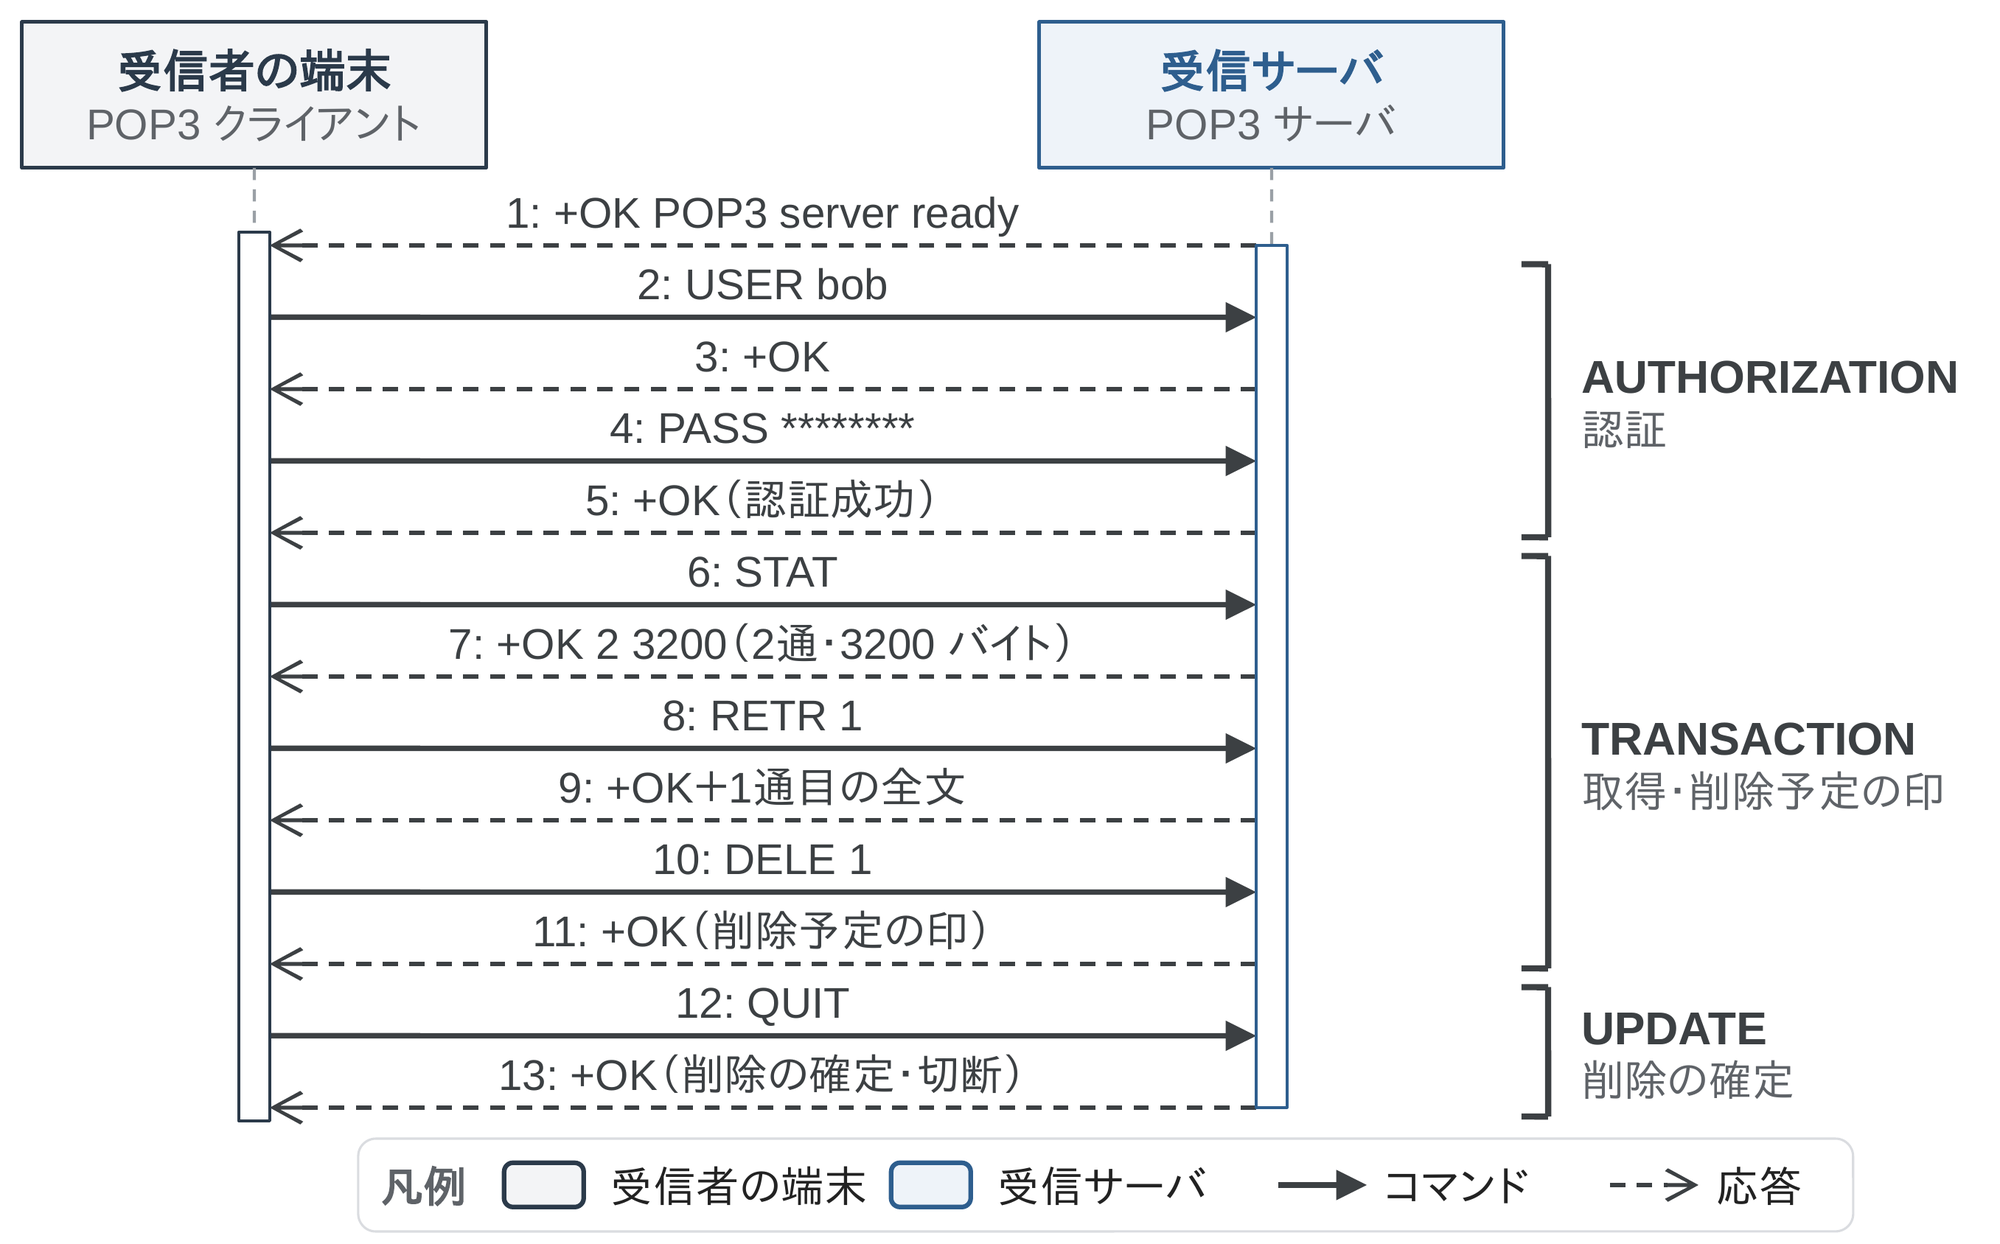 受信者の端末
POP3 クライアント
受信サーバ
POP3 サーバ
1: +OK POP3 server ready
2: USER bob
3: +OK
4: PASS ********
5: +OK（認証成功）
6: STAT
7: +OK 2 3200（2通・3200 バイト）
8: RETR 1
9: +OK＋1通目の全文
10: DELE 1
11: +OK（削除予定の印）
12: QUIT
13: +OK（削除の確定・切断）
AUTHORIZATION
認証
TRANSACTION
取得・削除予定の印
UPDATE
削除の確定
凡例 受信者の端末 受信サーバ コマンド 応答